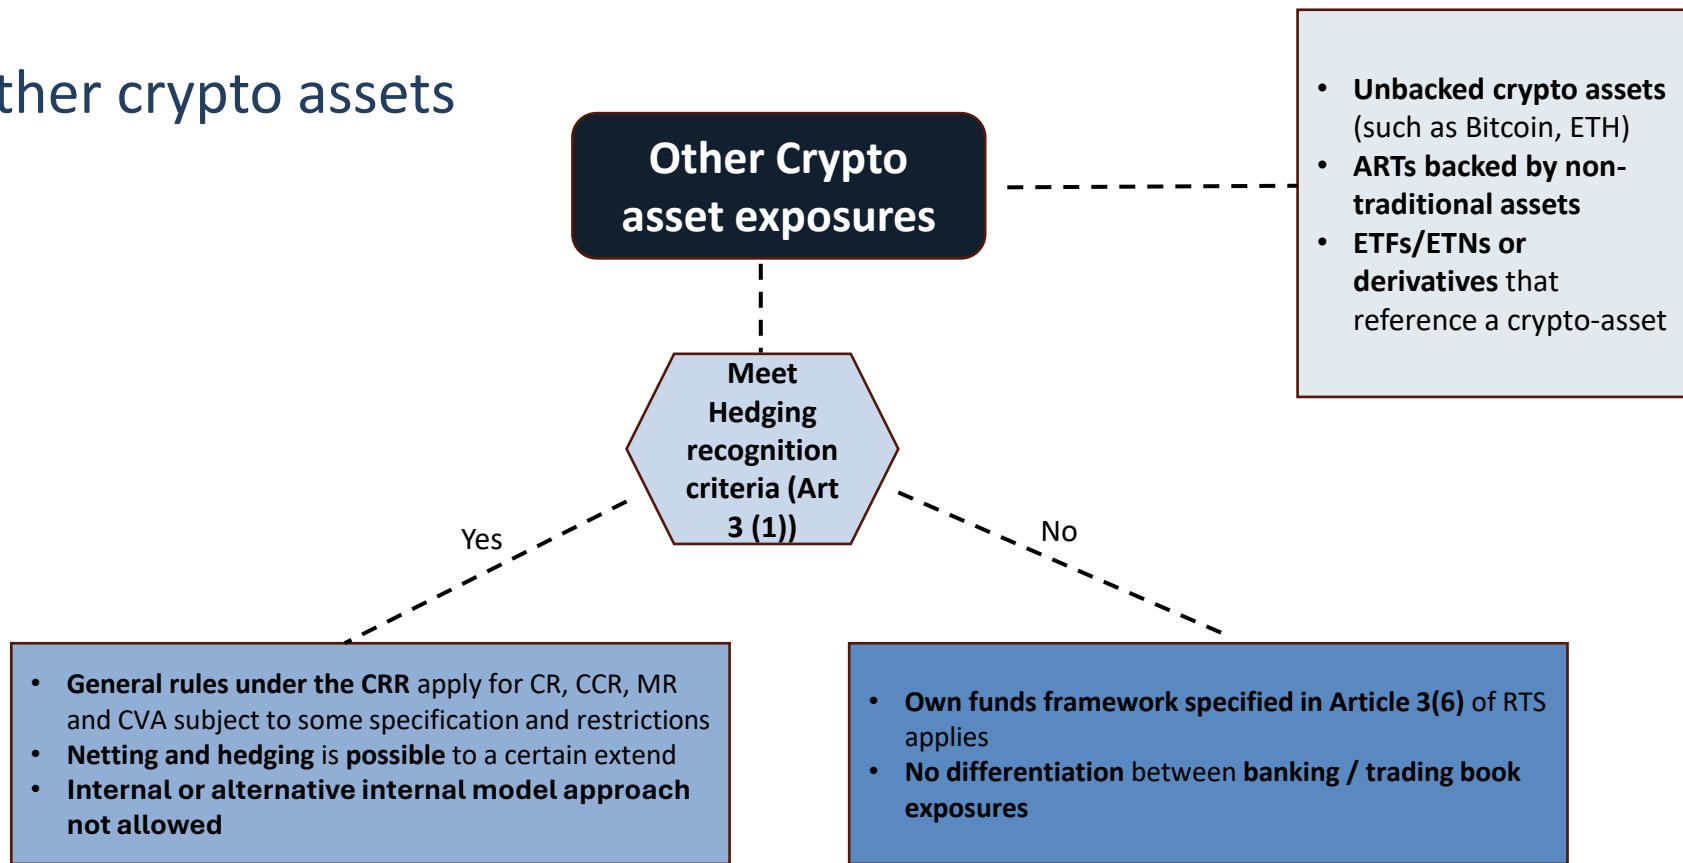 ther crypto assets
Other Crypto
asset exposures
• Unbacked crypto assets
(such as Bitcoin, ETH)
• ARTs backed by non-
traditional assets
• ETFs/ETNs or
derivatives that
reference a crypto-asset
Meet
Hedging
recognition
criteria (Art
3 (1))
Yes
No
• General rules under the CRR apply for CR, CCR, MR
and CVA subject to some specification and restrictions
• Netting and hedging is possible to a certain extend
• Internal or alternative internal model approach
not allowed
• Own funds framework specified in Article 3(6) of RTS
applies
• No differentiation between banking / trading book
exposures